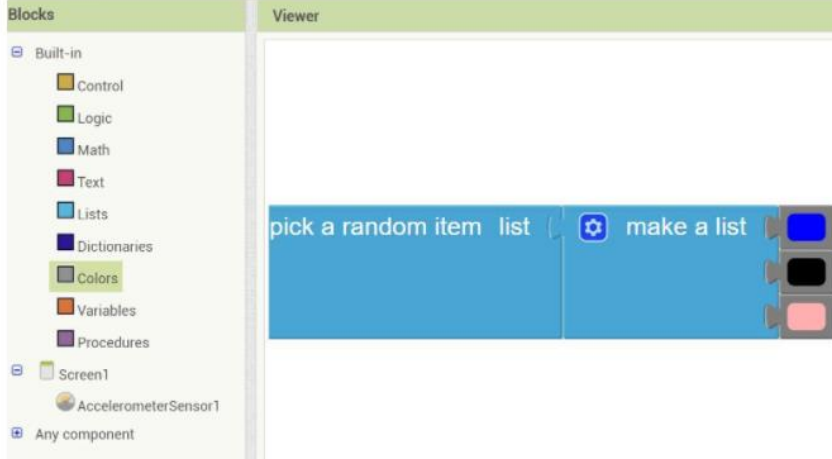 Blocks
Viewer
Built-in
Control
Logic
Math
Text
Lists
Dictionaries
Colors
Variables
Procedures
Screen1
AccelerometerSensor1
Any component
pick a random item list make a list